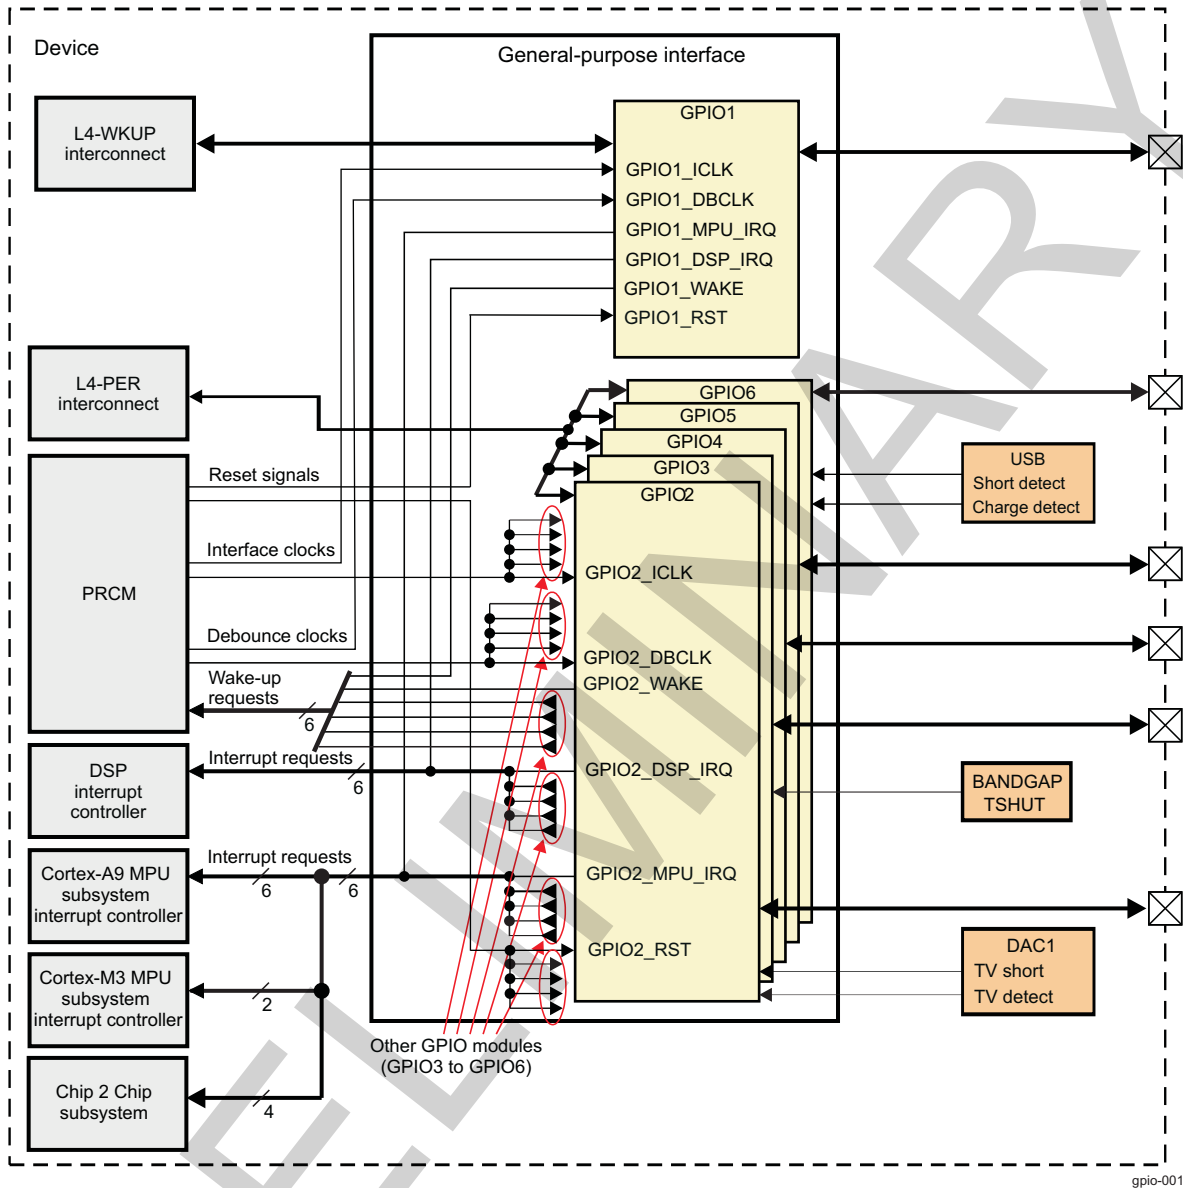 Device
General-purpose interface
L4-WKUP
interconnect
GPIO1
GPIO1_ICLK
GPIO1_DBCLK
GPIO1_MPU_IRQ
GPIO1_DSP_IRQ
GPIO1_WAKE
GPIO1_RST
L4-PER
interconnect
GPIO6
GPIO5
GPIO4
GPIO3
GPIO2
USB
Short detect
Charge detect
PRCM
Reset signals
Interface clocks
Debounce clocks
Wake-up
requests
6
GPIO2_ICLK
GPIO2_DBCLK
GPIO2_WAKE
DSP
interrupt
controller
Interrupt requests
6
GPIO2_DSP_IRQ
BANDGAP
TSHUT
Cortex-A9 MPU
subsystem
interrupt controller
Interrupt requests
6
6
GPIO2_MPU_IRQ
GPIO2_RST
DAC1
TV short
TV detect
Cortex-M3 MPU
subsystem
interrupt controller
2
Other GPIO modules
(GPIO3 to GPIO6)
Chip 2 Chip
subsystem
4
gpio-001
ELIMINARY